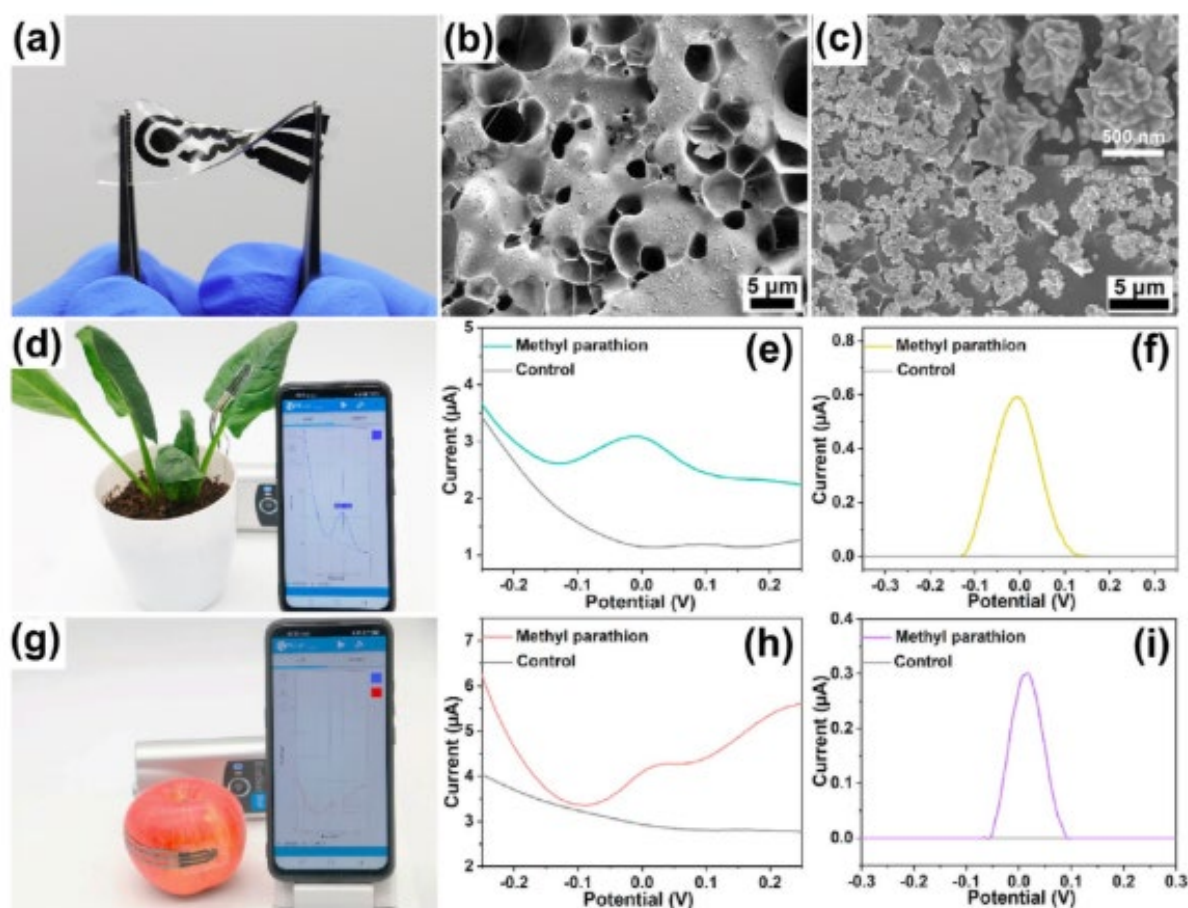 (a)
(b)
5 µm
(c)
500 nm
5 µm
(d)
(e)
Methyl parathion
Control
Current (µA)
5
4
3
2
1
-0.2 -0.1 0.0 0.1 0.2
Potential (V)
(f)
Methyl parathion
Control
Current (µA)
0.8
0.6
0.4
0.2
0.0
-0.3 -0.2 -0.1 0.0 0.1 0.2 0.3
Potential (V)
(g)
(h)
Methyl parathion
Control
Current (µA)
7
6
5
4
3
2
-0.2 -0.1 0.0 0.1 0.2
Potential (V)
(i)
Methyl parathion
Control
Current (µA)
0.4
0.3
0.2
0.1
0.0
-0.3 -0.2 -0.1 0.0 0.1 0.2 0.3
Potential (V)